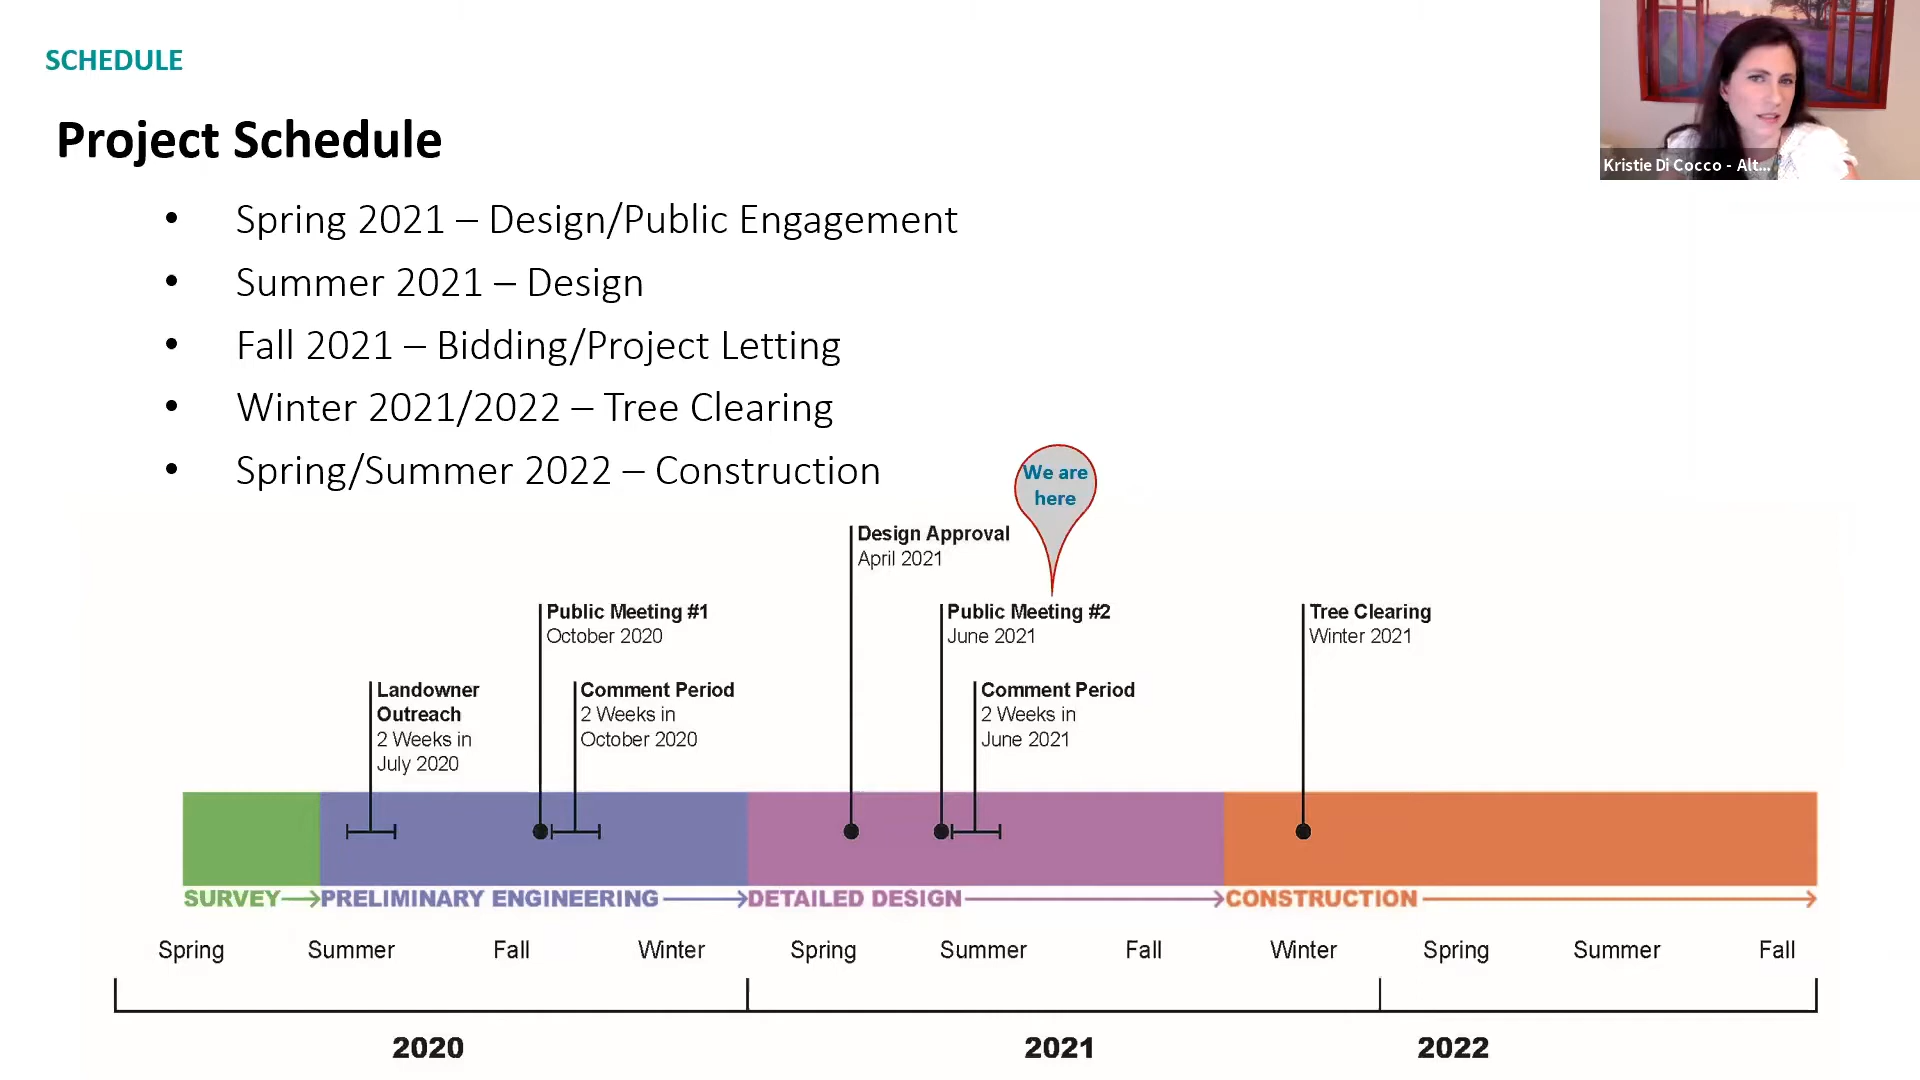 SCHEDULE
Kristie Di Cocco - Alt...
Project Schedule
• Spring 2021 – Design/Public Engagement
• Summer 2021 – Design
• Fall 2021 – Bidding/Project Letting
• Winter 2021/2022 – Tree Clearing
• Spring/Summer 2022 – Construction
We are
here
Design Approval
April 2021
Public Meeting #1
October 2020
Public Meeting #2
June 2021
Tree Clearing
Winter 2021
Landowner
Outreach
2 Weeks in
July 2020
Comment Period
2 Weeks in
October 2020
Comment Period
2 Weeks in
June 2021
SURVEY PRELIMINARY ENGINEERING DETAILED DESIGN CONSTRUCTION
Spring Summer Fall Winter Spring Summer Fall Winter Spring Summer Fall
2020 2021 2022